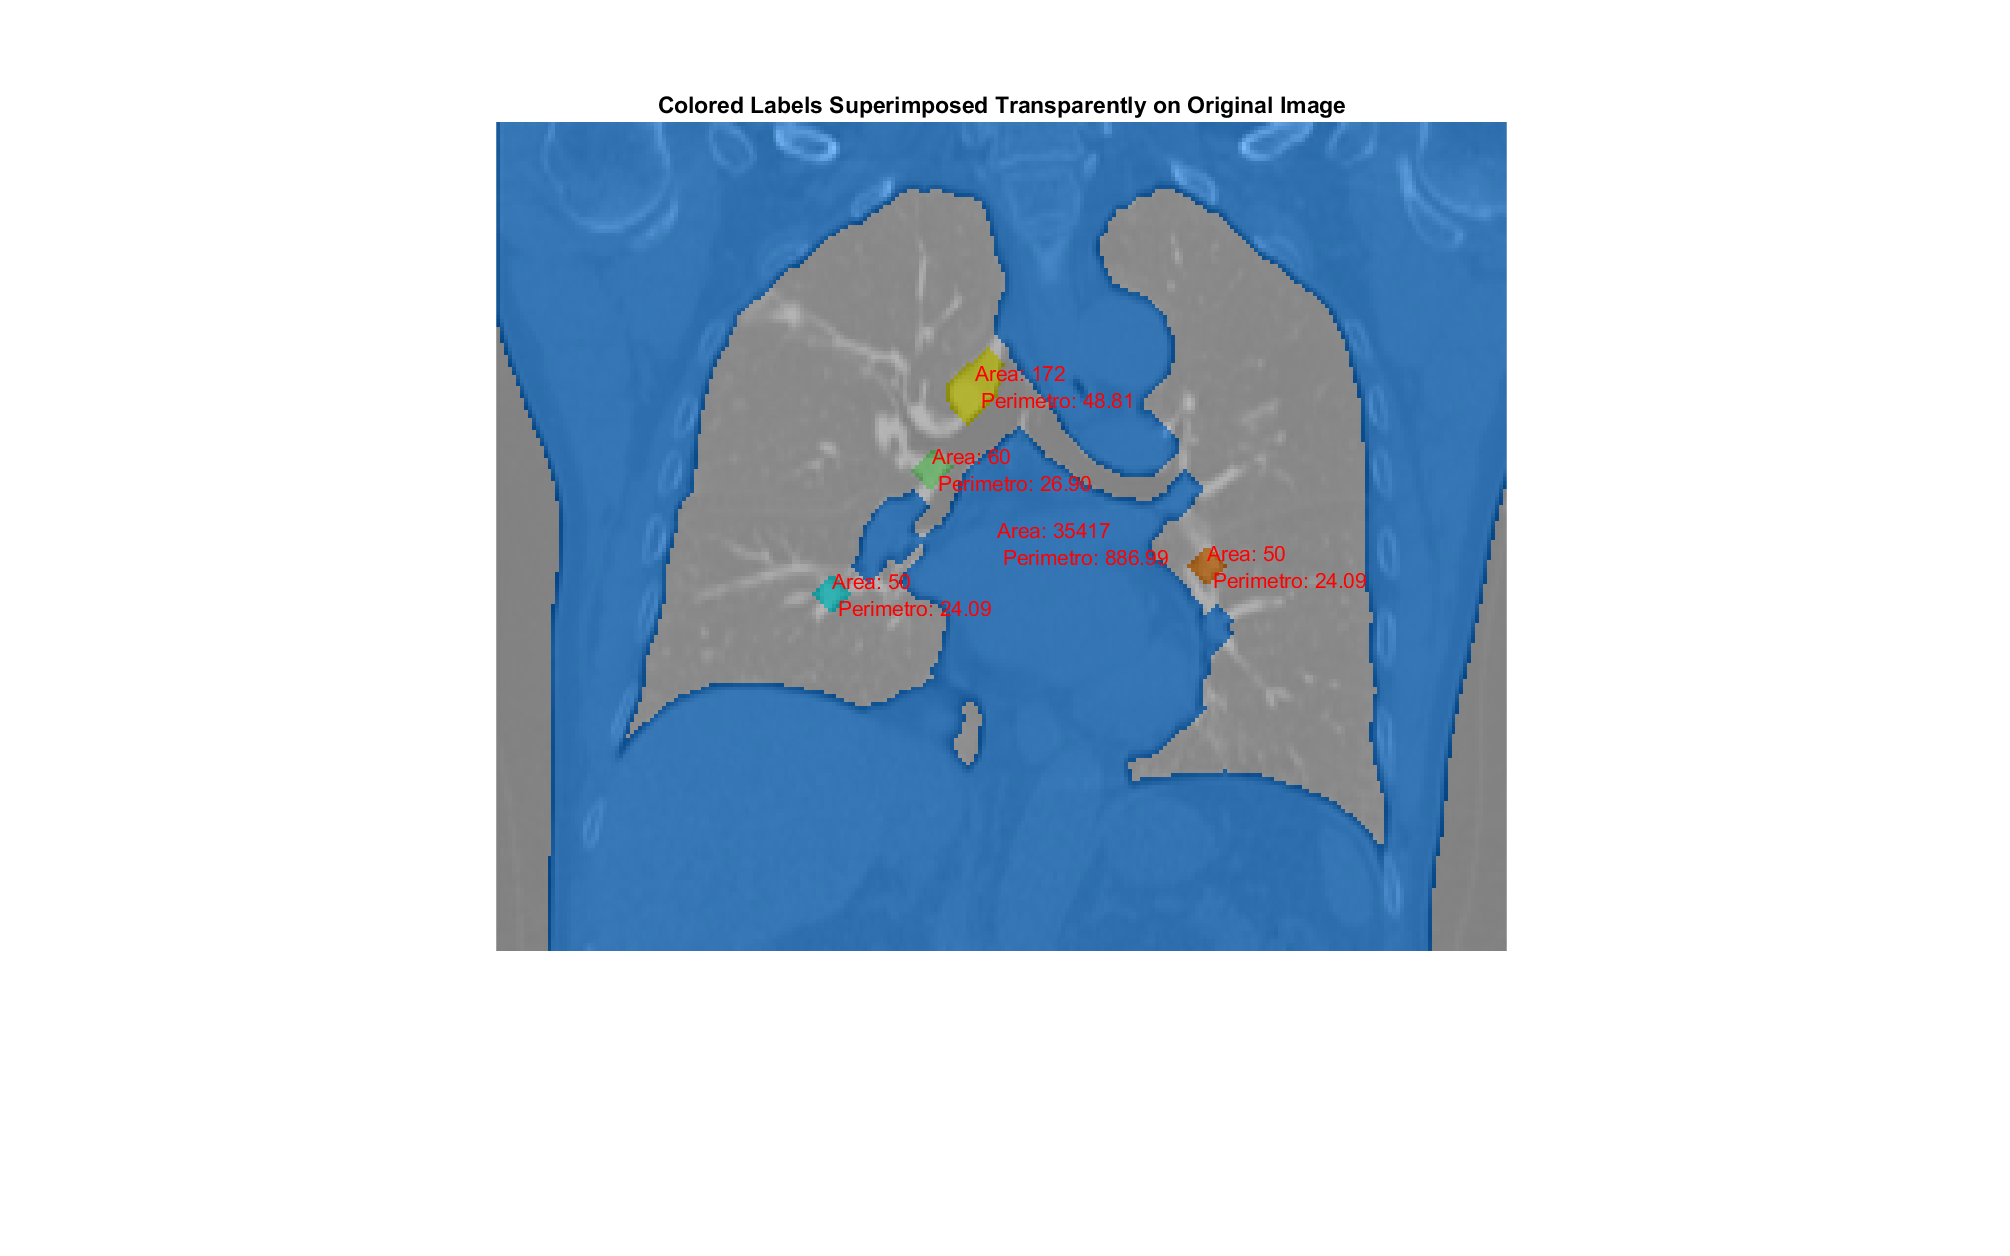 Colored Labels Superimposed Transparently on Original Image
Area: 172
Perimetro: 48.81
Area: 60
Perimetro: 26.90
Area: 35417
Perimetro: 886.99
Area: 50
Perimetro: 24.09
Area: 50
Perimetro: 24.09